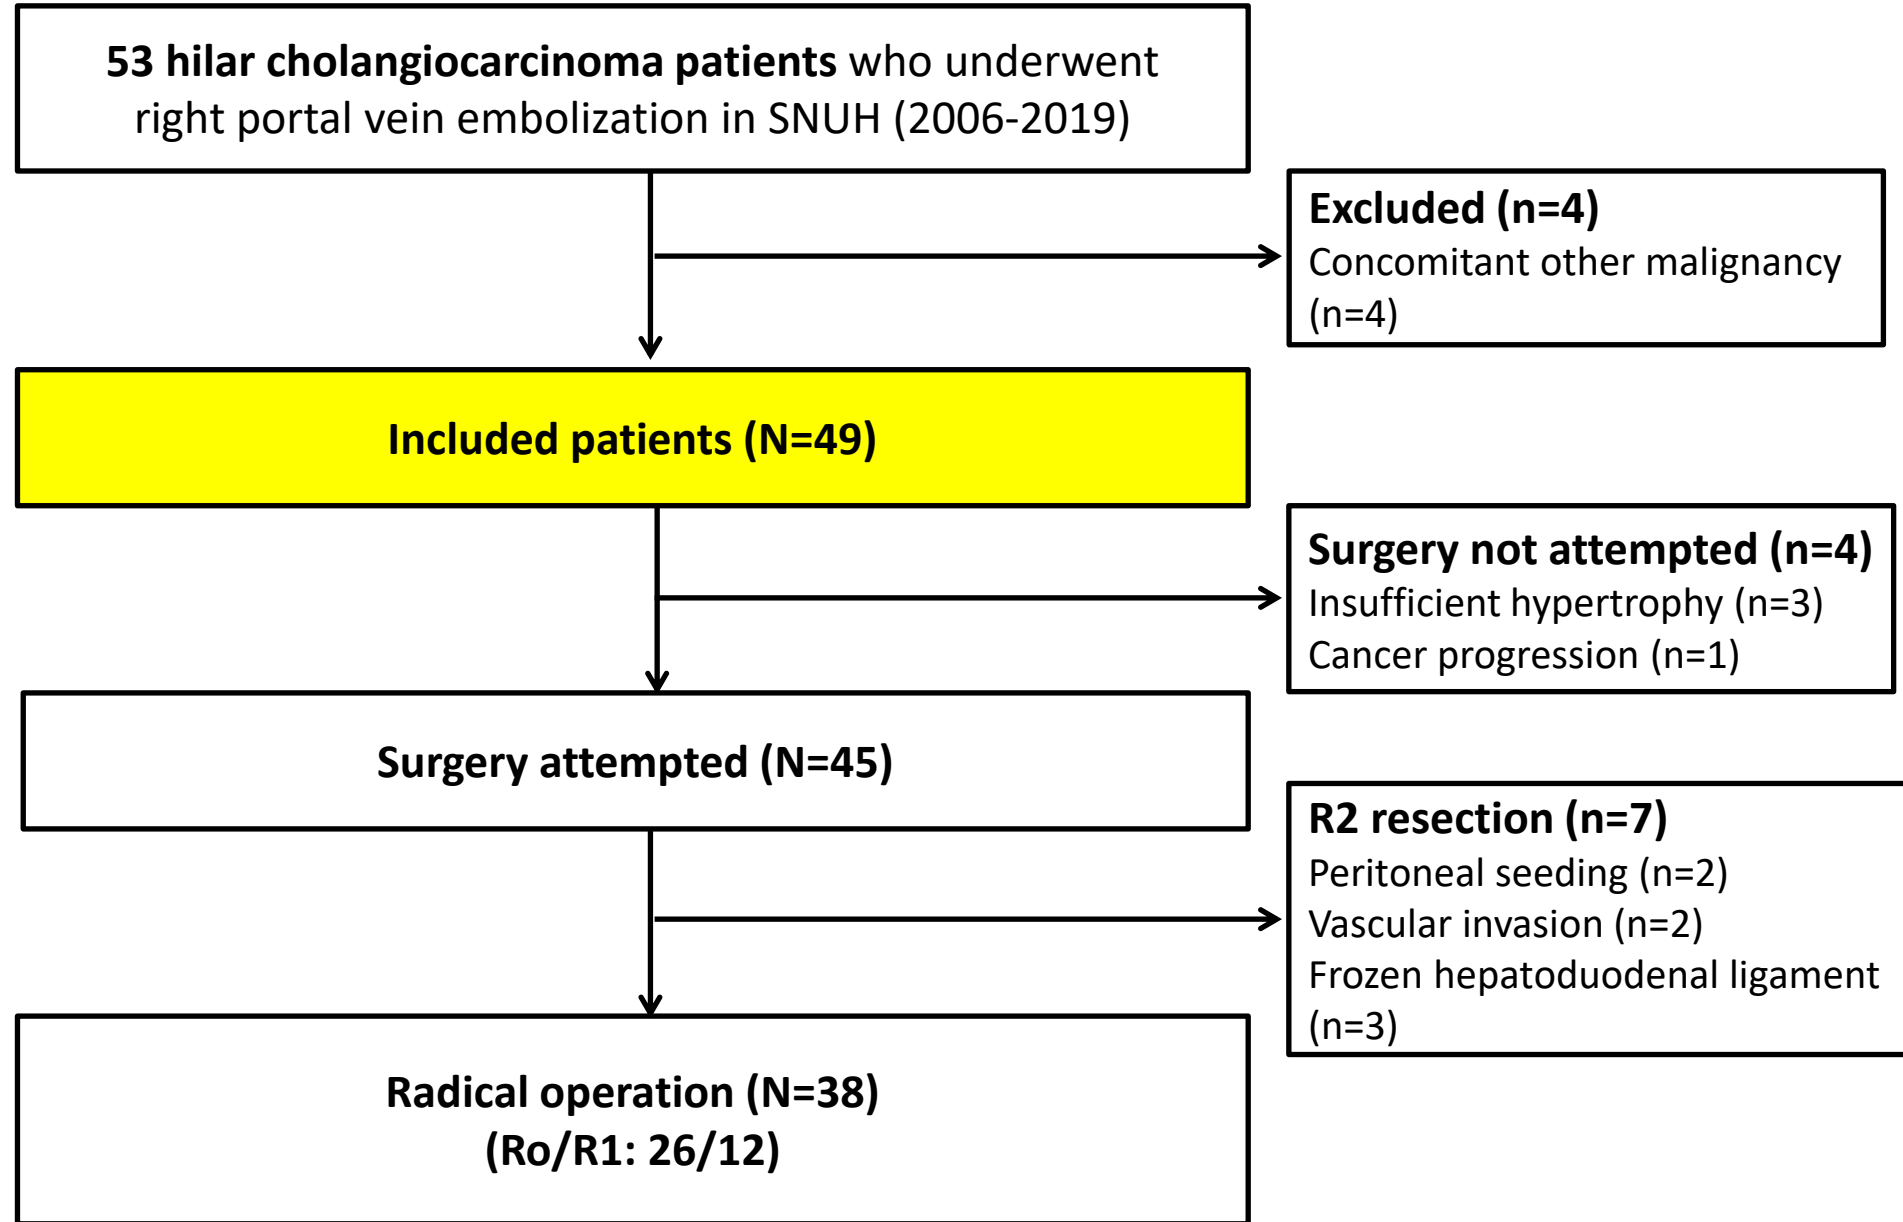 53 hilar cholangiocarcinoma patients who underwent
right portal vein embolization in SNUH (2006-2019)
Excluded (n=4)
Concomitant other malignancy
(n=4)
Included patients (N=49)
Surgery not attempted (n=4)
Insufficient hypertrophy (n=3)
Cancer progression (n=1)
Surgery attempted (N=45)
R2 resection (n=7)
Peritoneal seeding (n=2)
Vascular invasion (n=2)
Frozen hepatoduodenal ligament
(n=3)
Radical operation (N=38)
(Ro/R1: 26/12)